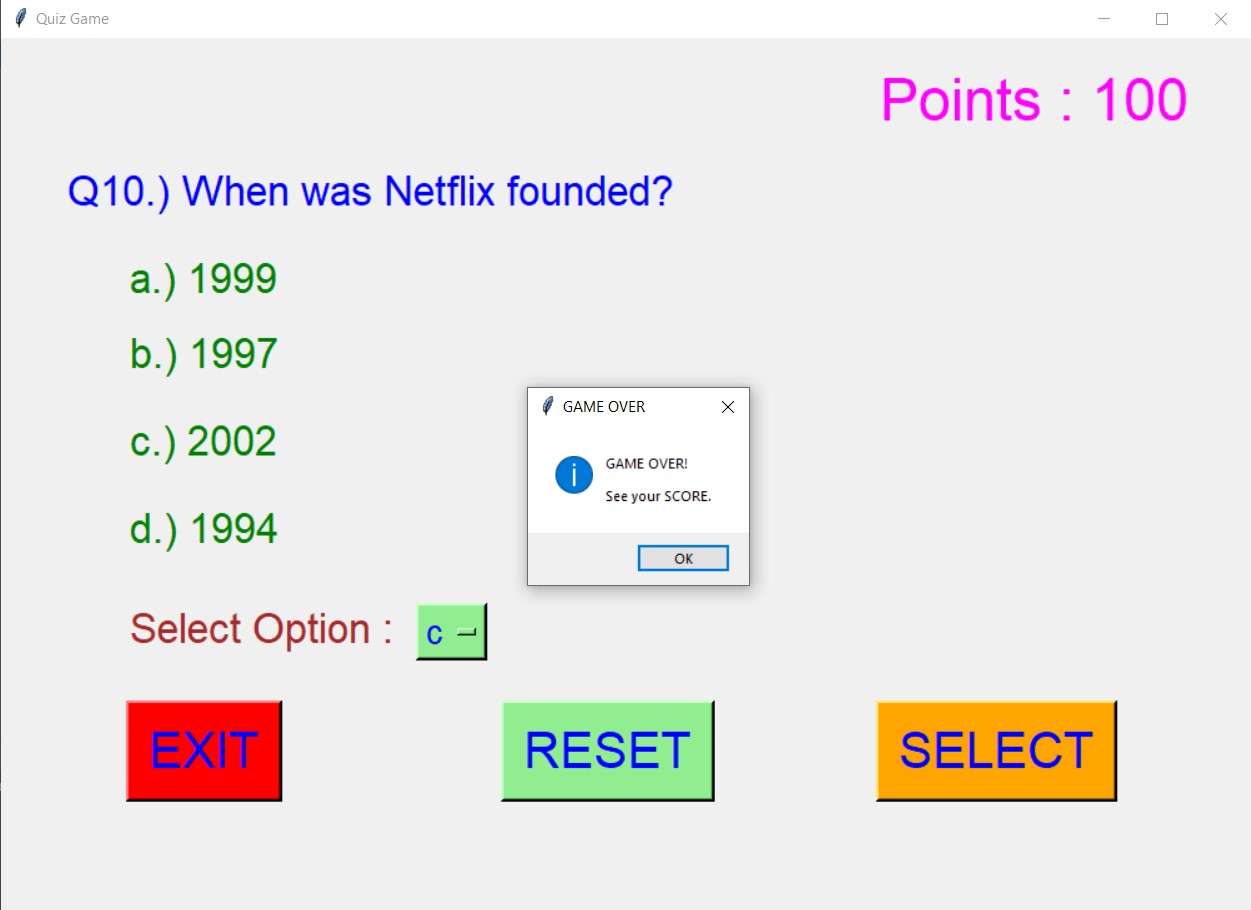 Quiz Game
Points : 100
Q10.) When was Netflix founded?
a.) 1999
b.) 1997
c.) 2002
d.) 1994
GAME OVER
GAME OVER!
See your SCORE.
OK
Select Option : c
EXIT RESET SELECT